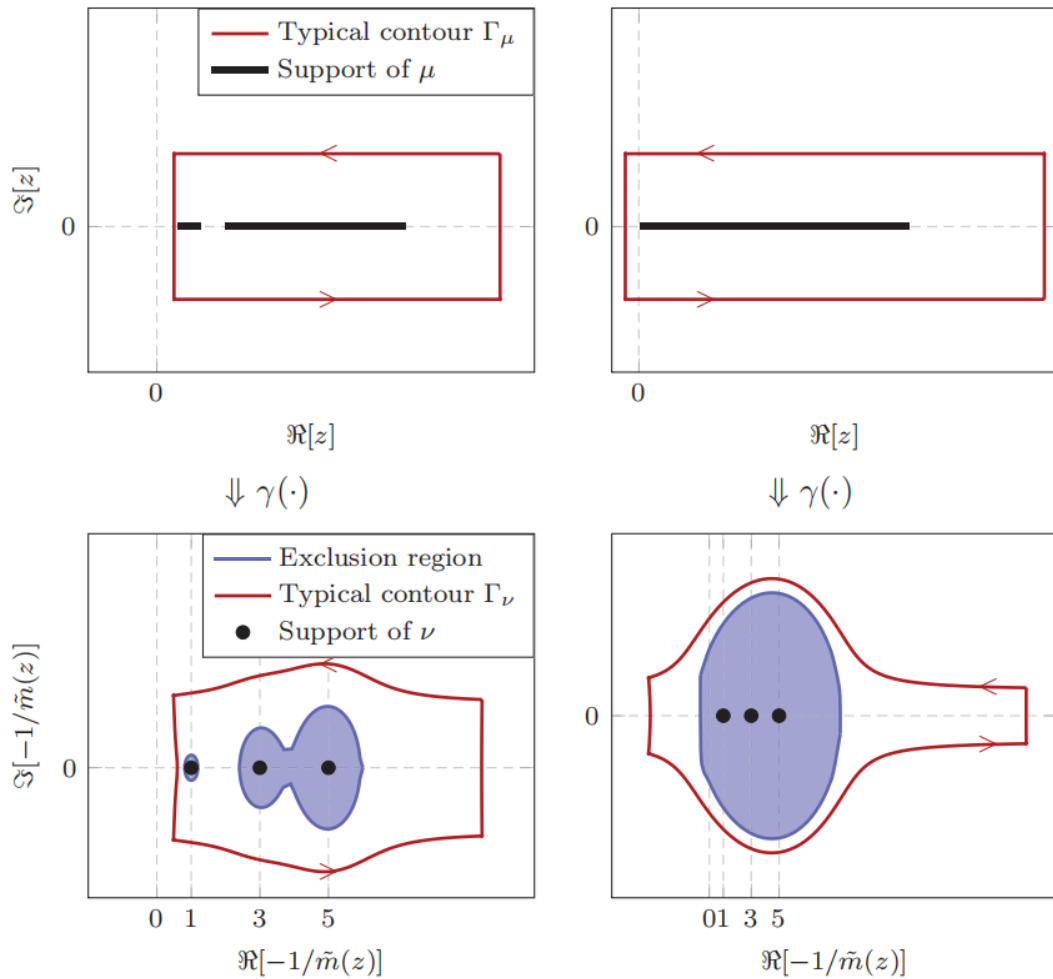 Typical contour Γ_μ
Support of μ
ℑ[z]
0
0
0
ℜ[z]
ℜ[z]
⇓ γ(·)
⇓ γ(·)
Exclusion region
Typical contour Γ_ν
Support of ν
ℑ[−1/m̃(z)]
0
0
0 1 3 5
0 1 3 5
ℜ[−1/m̃(z)]
ℜ[−1/m̃(z)]